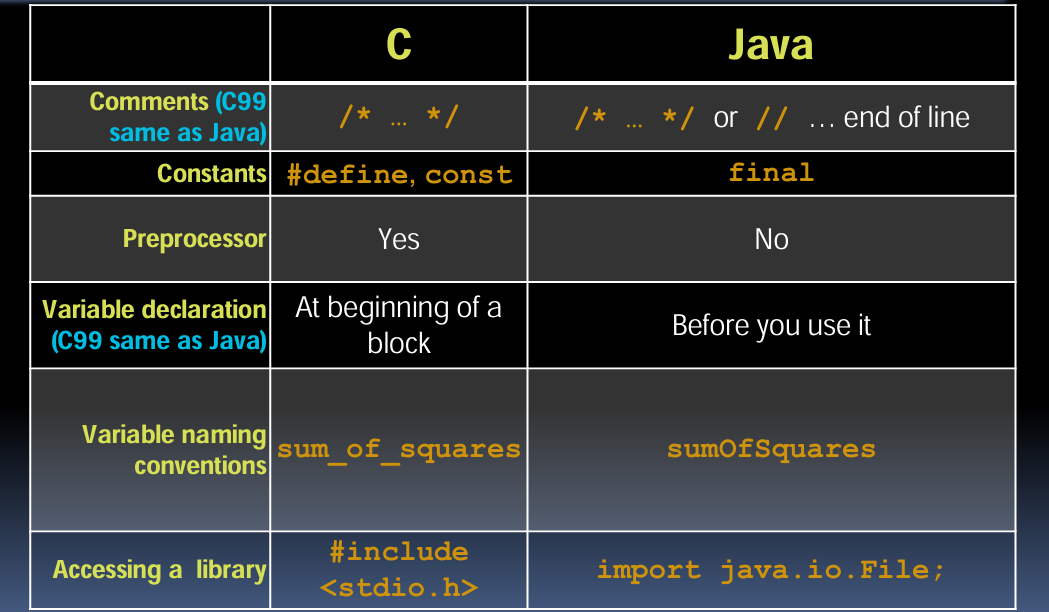 C
Java
Comments (C99
same as Java)
/* … */
/* … */ or // … end of line
Constants
#define, const
final
Preprocessor
Yes
No
Variable declaration
(C99 same as Java)
At beginning of a
block
Before you use it
Variable naming
conventions
sum_of_squares
sumOfSquares
Accessing a library
#include
<stdio.h>
import java.io.File;